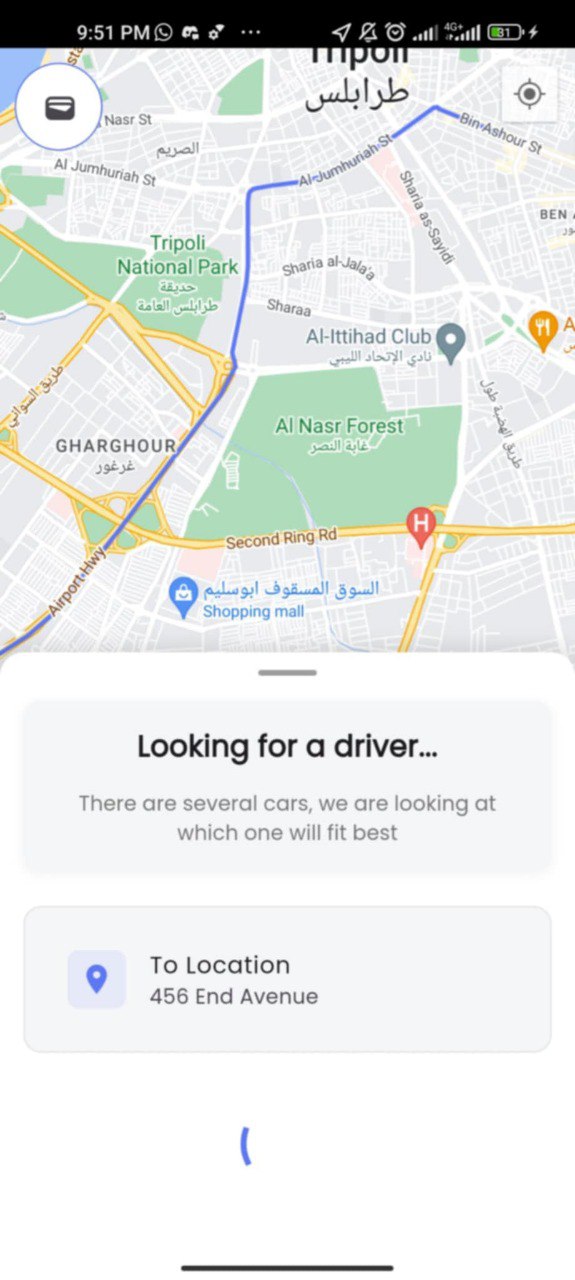 9:51 PM
4G+
31
Tripoli
طرابلس
Nasr St
Bin Ashour St
الصريم
Al Jumhuriah St
Al-Jumhuriah St
Sharia as-Sayidi
BEN A
Tripoli
National Park
حديقة
طرابلس العامة
Sharia al-Jala'a
Sharaa
Al-Ittihad Club
نادي الإتحاد الليبي
A
طريق السواني
طريق الهضبة طول
Al Nasr Forest
غابة النصر
GHARGHOUR
غرغور
H
Second Ring Rd
Airport Hwy
السوق المسقوف ابوسليم
Shopping mall
Looking for a driver...
There are several cars, we are looking at
which one will fit best
To Location
456 End Avenue